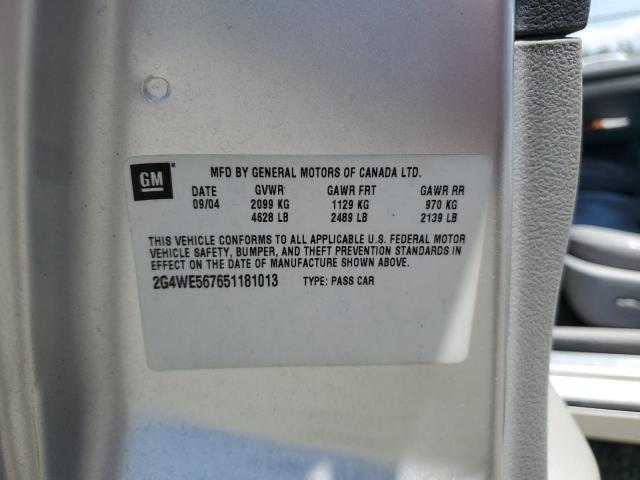 GM
MFD BY GENERAL MOTORS OF CANADA LTD.
DATE GVWR GAWR FRT GAWR RR
09/04 2099 KG 1129 KG 970 KG
4628 LB 2489 LB 2139 LB
THIS VEHICLE CONFORMS TO ALL APPLICABLE U.S. FEDERAL MOTOR
VEHICLE SAFETY, BUMPER, AND THEFT PREVENTION STANDARDS IN
EFFECT ON THE DATE OF MANUFACTURE SHOWN ABOVE.
2G4WE567651181013 TYPE: PASS CAR